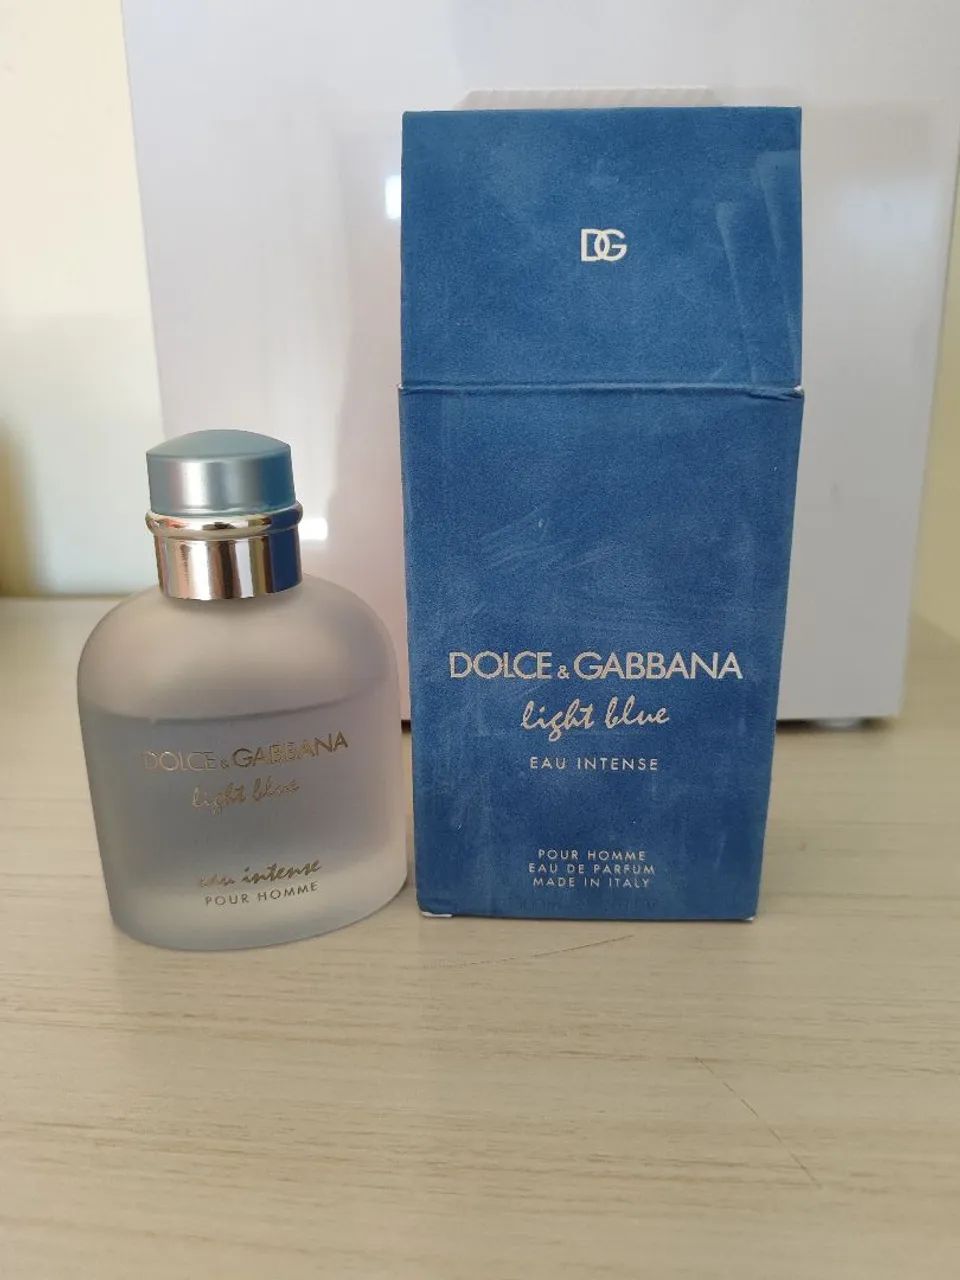 DG
DOLCE & GABBANA
light blue
EAU INTENSE
POUR HOMME
EAU DE PARFUM
MADE IN ITALY
DOLCE & GABBANA
light blue
eau intense
POUR HOMME